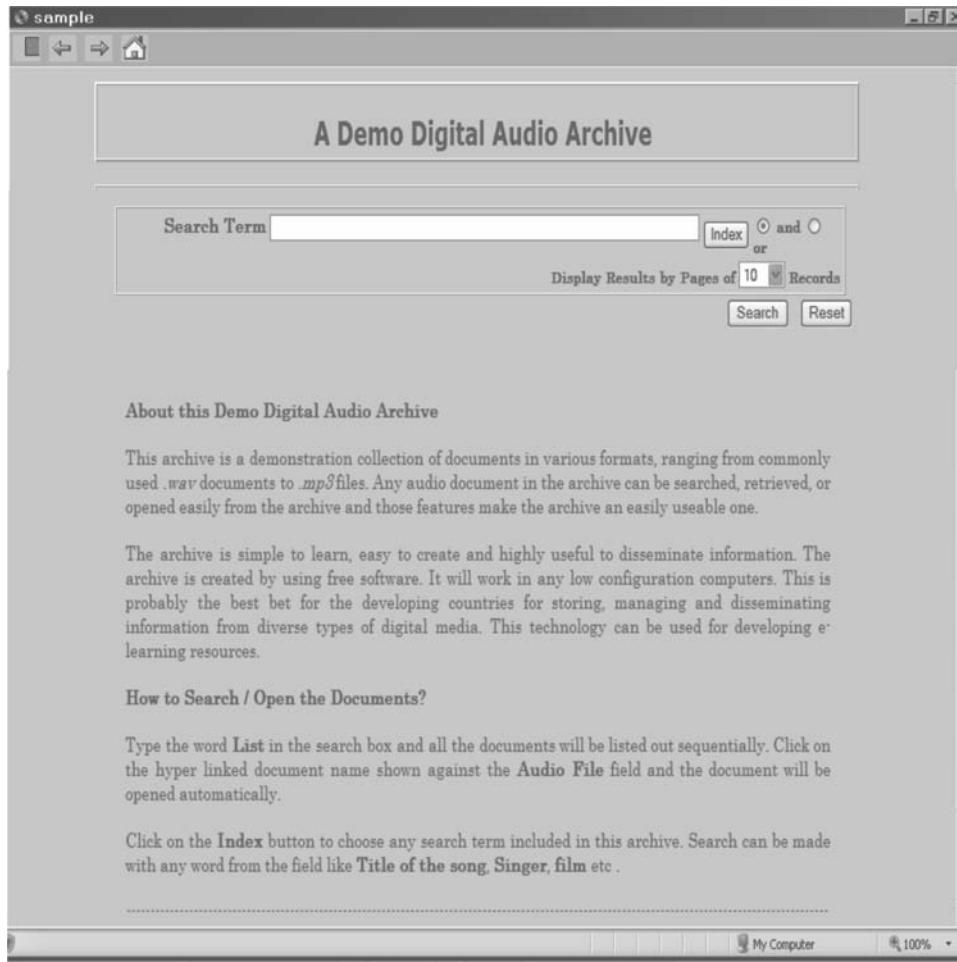 sample
A Demo Digital Audio Archive
Search Term Index and
or
Display Results by Pages of 10 Records
Search Reset
About this Demo Digital Audio Archive
This archive is a demonstration collection of documents in various formats, ranging from commonly
used .wav documents to .mp3 files. Any audio document in the archive can be searched, retrieved, or
opened easily from the archive and those features make the archive an easily useable one.
The archive is simple to learn, easy to create and highly useful to disseminate information. The
archive is created by using free software. It will work in any low configuration computers. This is
probably the best bet for the developing countries for storing, managing and disseminating
information from diverse types of digital media. This technology can be used for developing e-
learning resources.
How to Search / Open the Documents?
Type the word List in the search box and all the documents will be listed out sequentially. Click on
the hyper linked document name shown against the Audio File field and the document will be
opened automatically.
Click on the Index button to choose any search term included in this archive. Search can be made
with any word from the field like Title of the song, Singer, film etc .
My Computer 100%